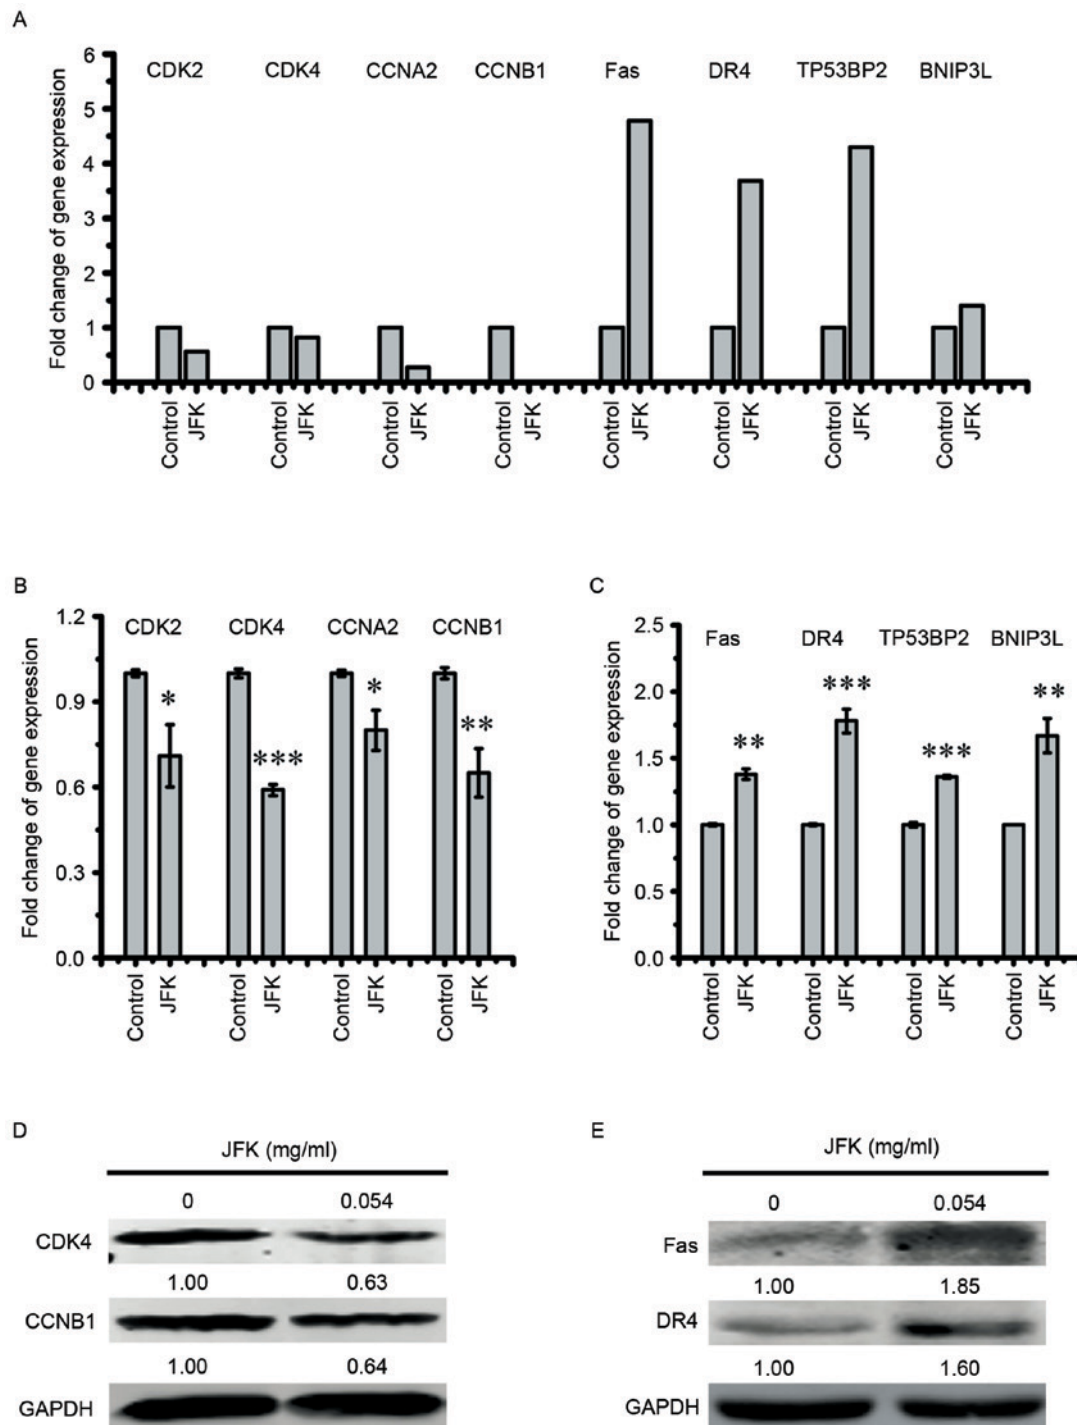 A
CDK2 CDK4 CCNA2 CCNB1 Fas DR4 TP53BP2 BNIP3L
Fold change of gene expression
6
5
4
3
2
1
0
Control JFK Control JFK Control JFK Control JFK Control JFK Control JFK Control JFK Control JFK
B
CDK2 CDK4 CCNA2 CCNB1
Fold change of gene expression
1.2
0.9
0.6
0.3
0.0
* *** * **
Control JFK Control JFK Control JFK Control JFK
C
Fas DR4 TP53BP2 BNIP3L
Fold change of gene expression
2.5
2.0
1.5
1.0
0.5
0.0
** *** *** **
Control JFK Control JFK Control JFK Control JFK
D
JFK (mg/ml)
0 0.054
CDK4
1.00 0.63
CCNB1
1.00 0.64
GAPDH
E
JFK (mg/ml)
0 0.054
Fas
1.00 1.85
DR4
1.00 1.60
GAPDH